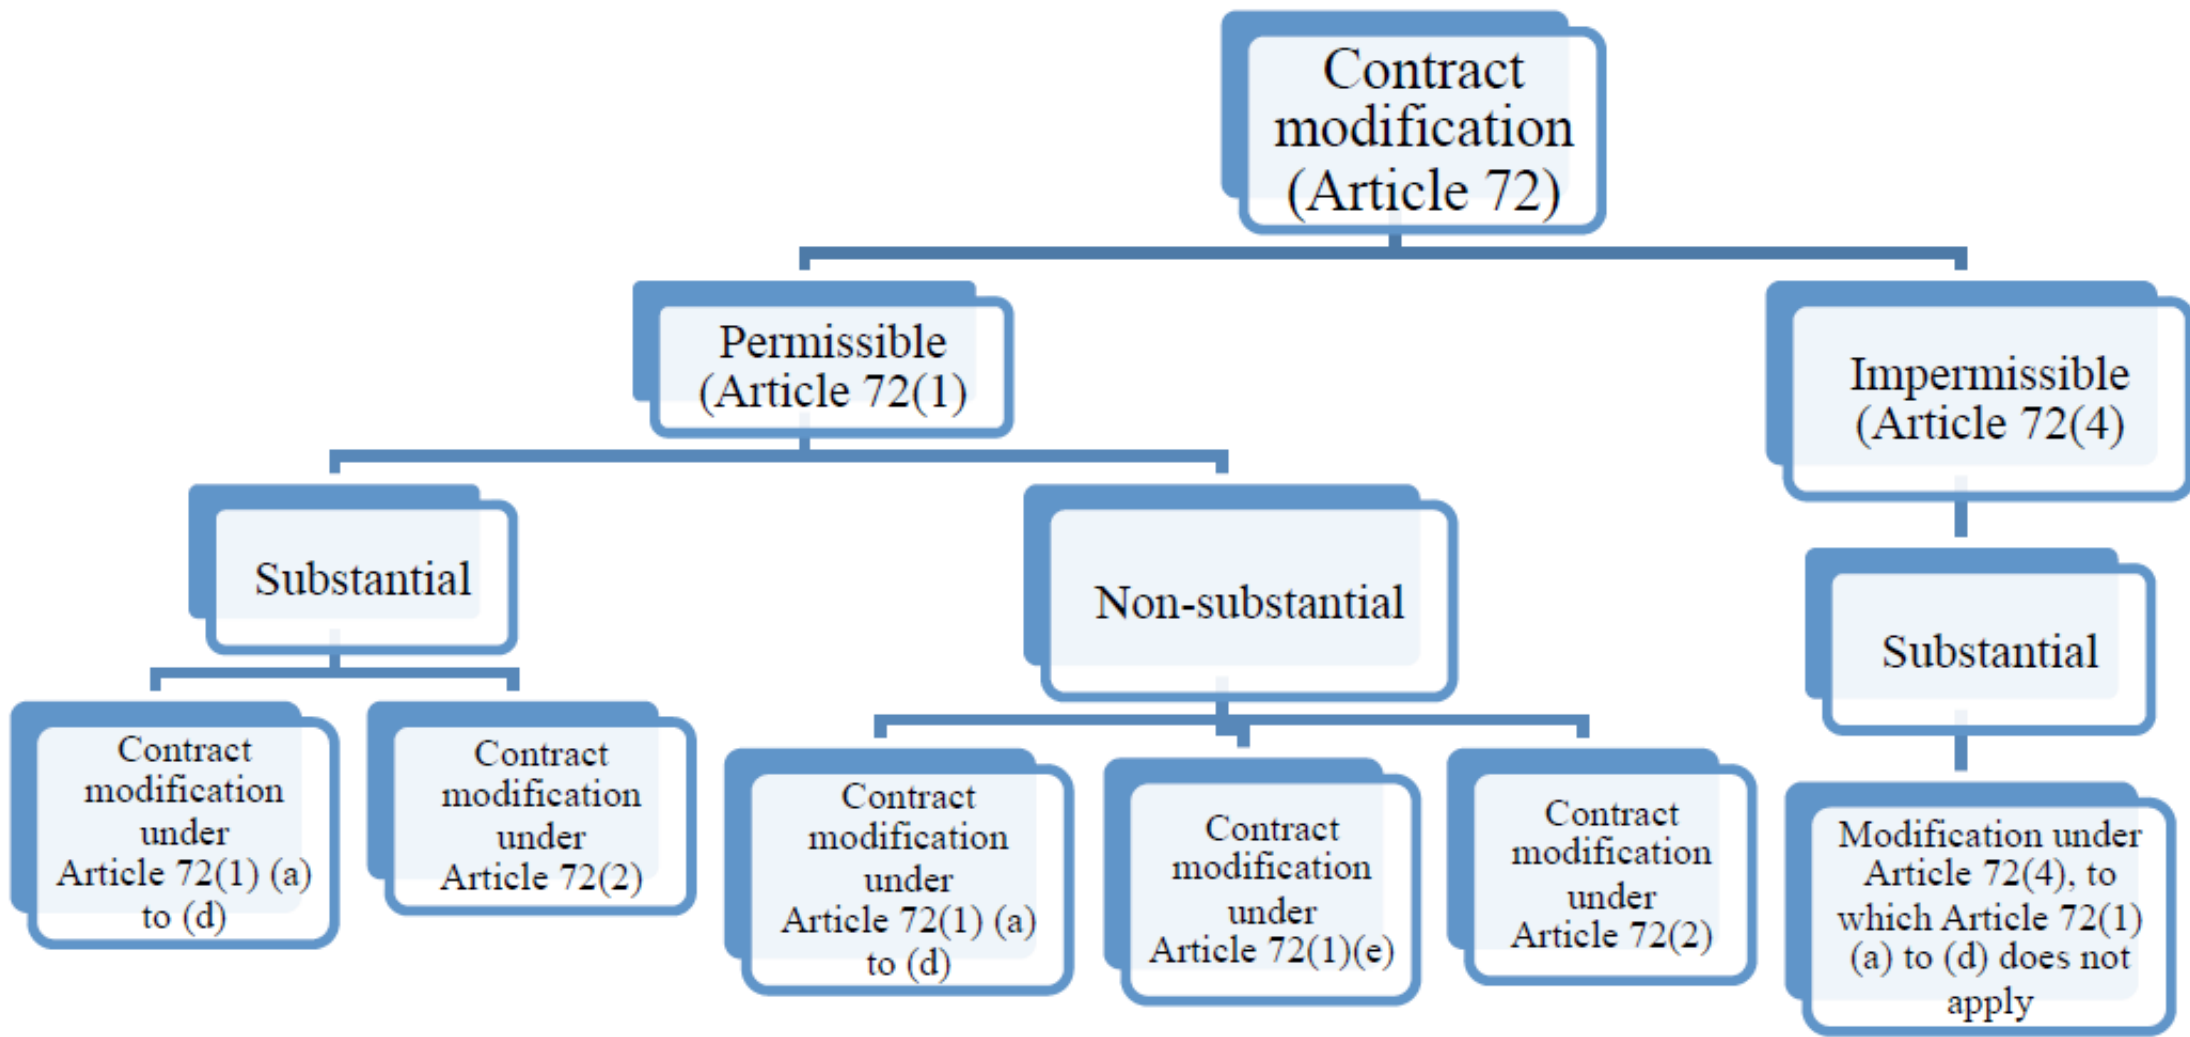 Contract
modification
(Article 72)
Permissible
(Article 72(1)
Impermissible
(Article 72(4)
Substantial
Non-substantial
Substantial
Contract
modification
under
Article 72(1) (a)
to (d)
Contract
modification
under
Article 72(2)
Contract
modification
under
Article 72(1) (a)
to (d)
Contract
modification
under
Article 72(1)(e)
Contract
modification
under
Article 72(2)
Modification under
Article 72(4), to
which Article 72(1)
(a) to (d) does not
apply